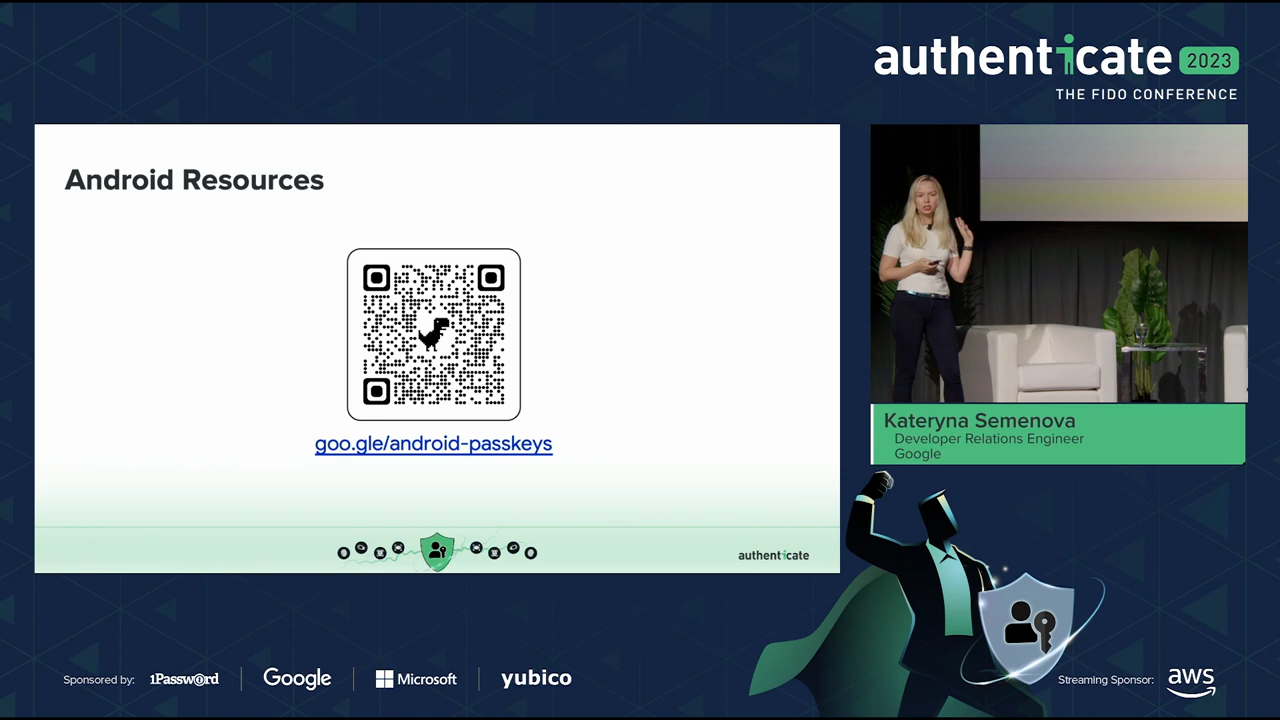 authenticate 2023
THE FIDO CONFERENCE
Android Resources
goo.gle/android-passkeys
authenticate
Kateryna Semenova
Developer Relations Engineer
Google
Sponsored by:
1Password
Google
Microsoft
yubico
Streaming Sponsor:
aws